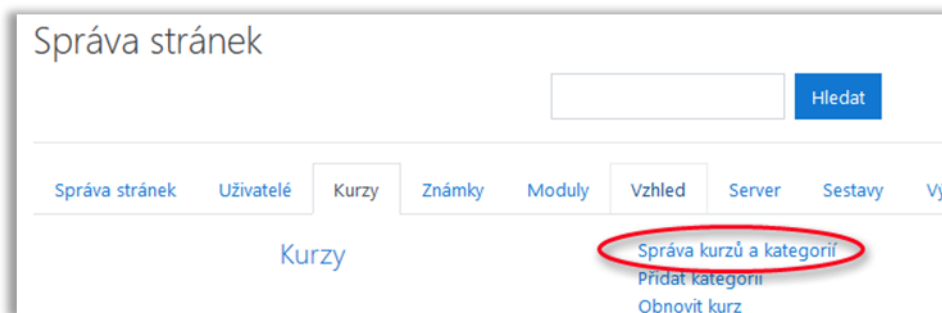 Správa stránek
Hledat
Správa stránek Uživatelé Kurzy Známky Moduly Vzhled Server Sestavy
Kurzy
Správa kurzů a kategorií
Přidat kategorii
Obnovit kurz